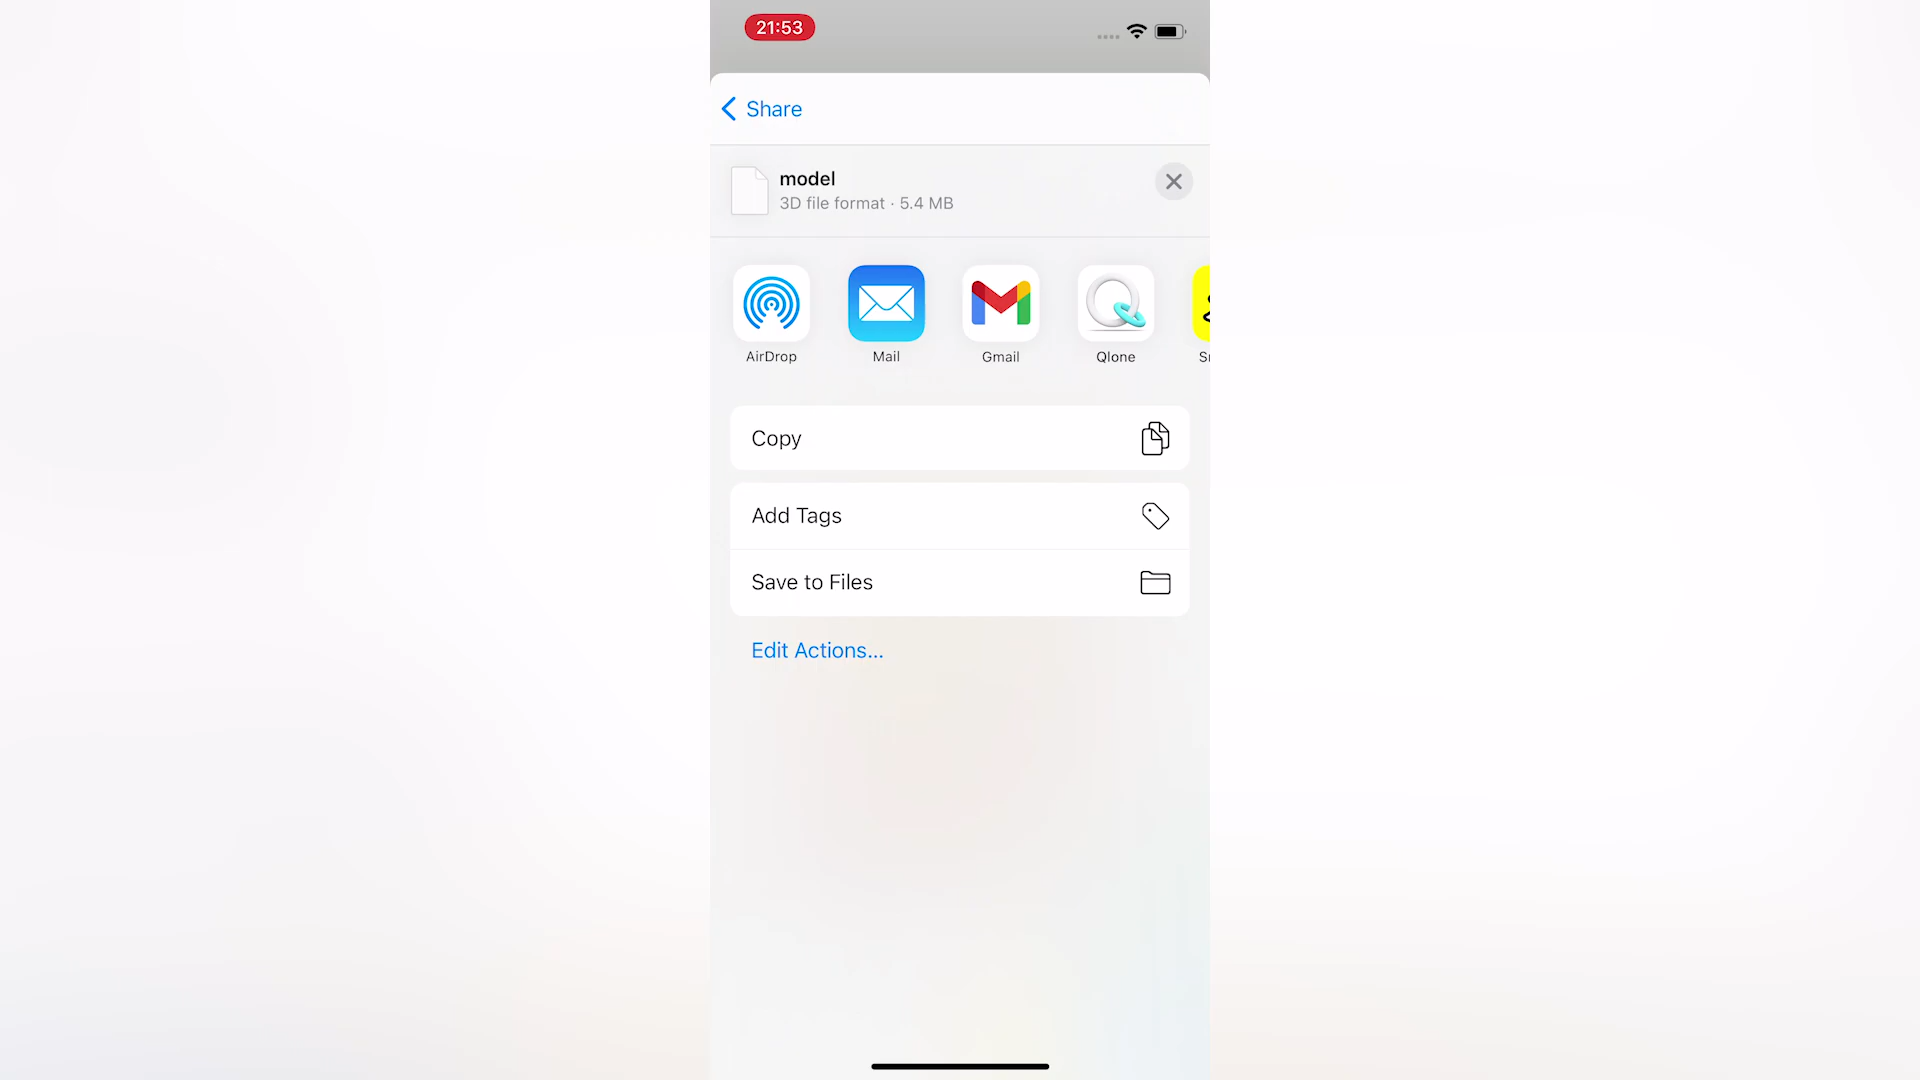 21:53
Share
model
3D file format · 5.4 MB
AirDrop
Mail
Gmail
Qlone
Copy
Add Tags
Save to Files
Edit Actions...